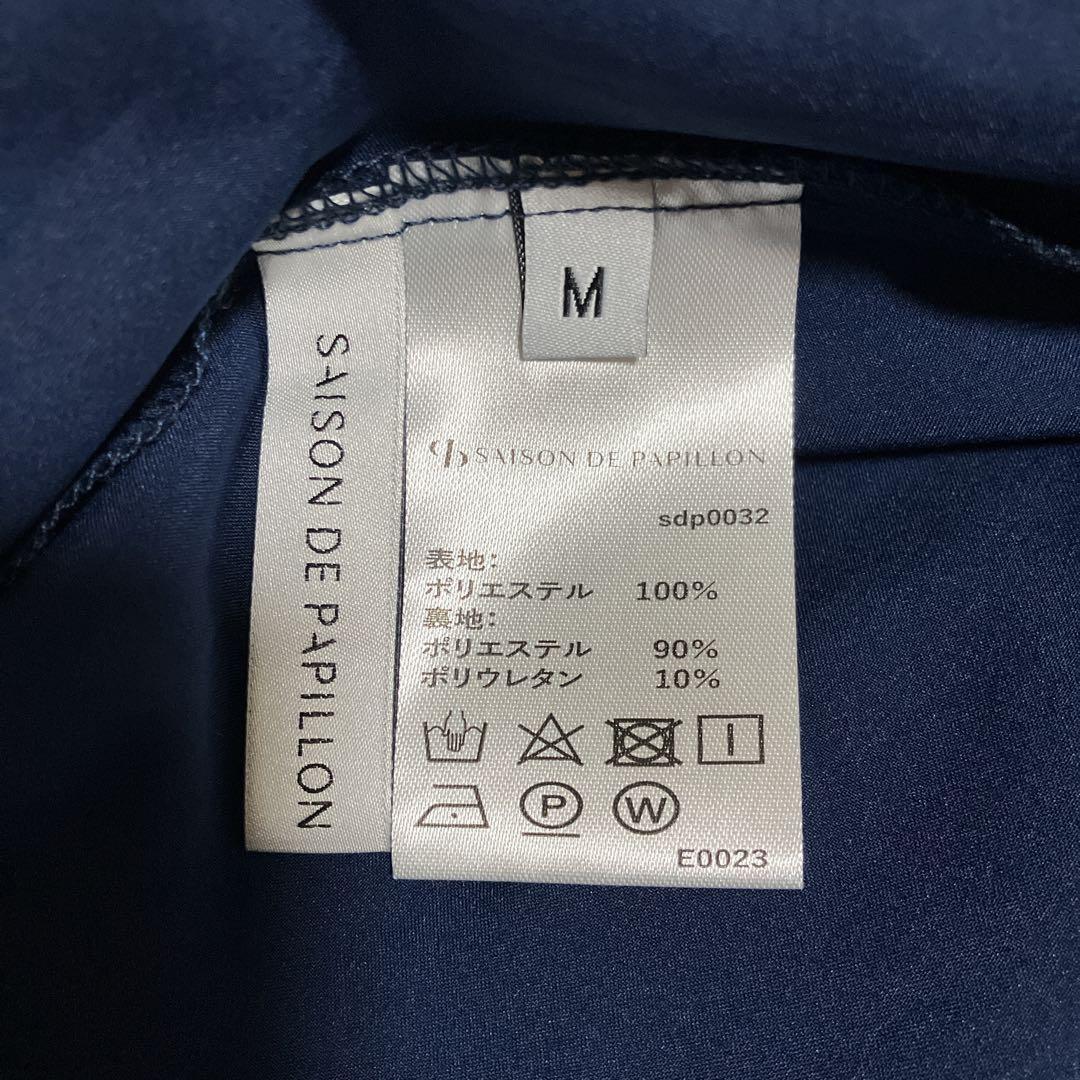 M
SAISON DE PAPILLON
SAISON DE PAPILLON
sdp0032
表地:
ポリエステル 100%
裏地:
ポリエステル 90%
ポリウレタン 10%
P W
E0023